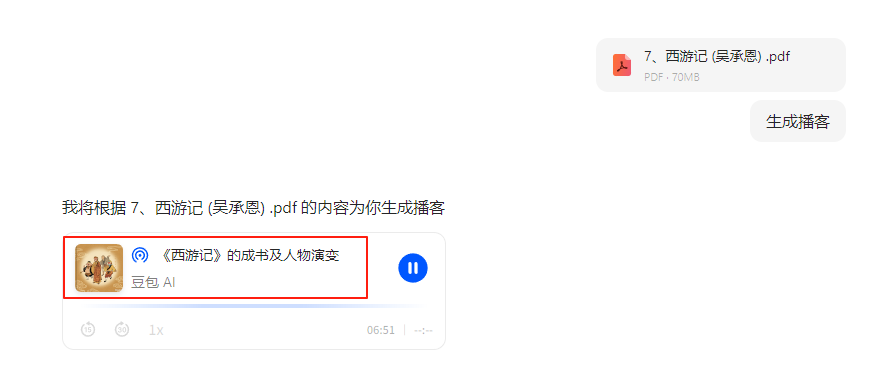 7、西游记 (吴承恩) .pdf
PDF · 70MB
生成播客
我将根据 7、西游记 (吴承恩) .pdf 的内容为你生成播客
《西游记》的成书及人物演变
豆包 AI
15
30
1x
06:51
--:--